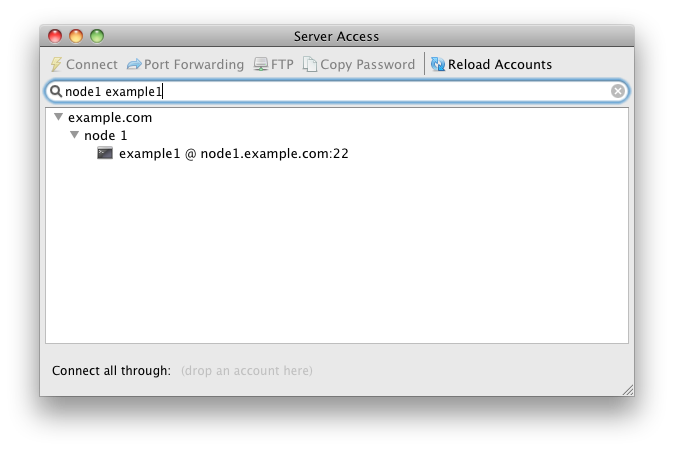 Server Access
Connect Port Forwarding FTP Copy Password Reload Accounts
node1 example1
example.com
node 1
example1 @ node1.example.com:22
Connect all through: (drop an account here)